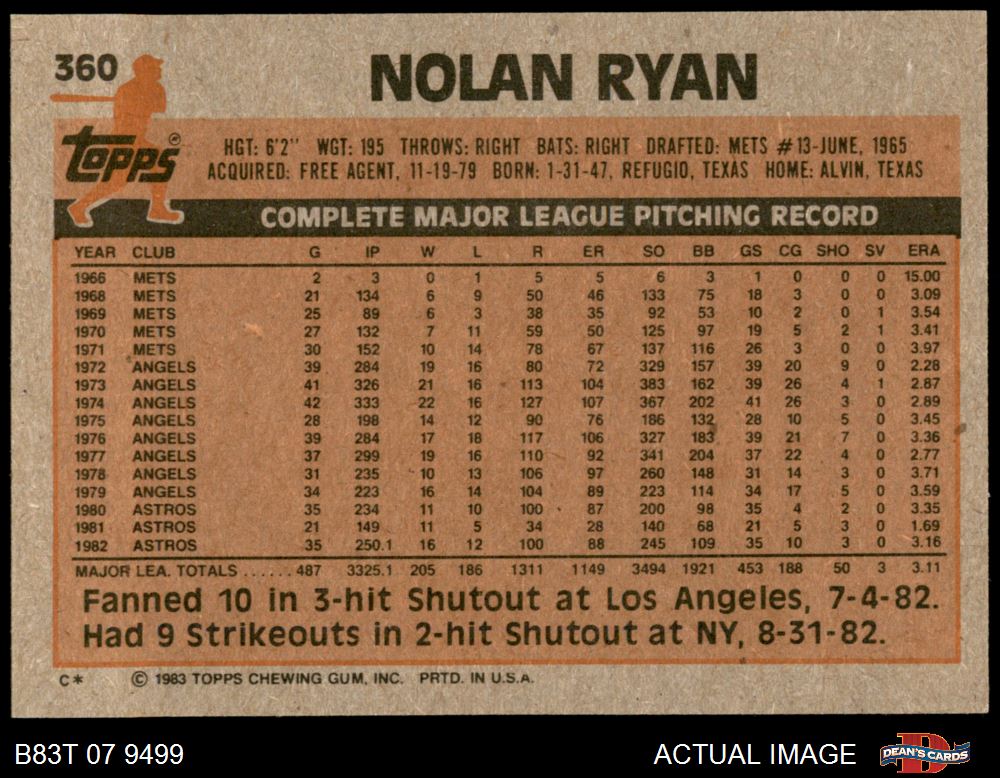 360
NOLAN RYAN
Topps®
HGT: 6'2" WGT: 195 THROWS: RIGHT BATS: RIGHT DRAFTED: METS #13-JUNE, 1965
ACQUIRED: FREE AGENT, 11-19-79 BORN: 1-31-47, REFUGIO, TEXAS HOME: ALVIN, TEXAS
COMPLETE MAJOR LEAGUE PITCHING RECORD
YEAR CLUB G IP W L R ER SO BB GS CG SHO SV ERA
1966 METS 2 3 0 1 5 5 6 3 1 0 0 0 15.00
1968 METS 21 134 6 9 50 46 133 75 18 3 0 0 3.09
1969 METS 25 89 6 3 38 35 92 53 10 2 0 1 3.54
1970 METS 27 132 7 11 59 50 125 97 19 5 2 1 3.41
1971 METS 30 152 10 14 78 67 137 116 26 3 0 0 3.97
1972 ANGELS 39 284 19 16 80 72 329 157 39 20 9 0 2.28
1973 ANGELS 41 326 21 16 113 104 383 162 39 26 4 1 2.87
1974 ANGELS 42 333 22 16 127 107 367 202 41 26 3 0 2.89
1975 ANGELS 28 198 14 12 90 76 186 132 28 10 5 0 3.45
1976 ANGELS 39 284 17 18 117 106 327 183 39 21 7 0 3.36
1977 ANGELS 37 299 19 16 110 92 341 204 37 22 4 0 2.77
1978 ANGELS 31 235 10 13 106 97 260 148 31 14 3 0 3.71
1979 ANGELS 34 223 16 14 104 89 223 114 34 17 5 0 3.59
1980 ASTROS 35 234 11 10 100 87 200 98 35 4 2 0 3.35
1981 ASTROS 21 149 11 5 34 28 140 68 21 5 3 0 1.69
1982 ASTROS 35 250.1 16 12 100 88 245 109 35 10 3 0 3.16
MAJOR LEA. TOTALS ...... 487 3325.1 205 186 1311 1149 3494 1921 453 188 50 3 3.11
Fanned 10 in 3-hit Shutout at Los Angeles, 7-4-82.
Had 9 Strikeouts in 2-hit Shutout at NY, 8-31-82.
C* © 1983 TOPPS CHEWING GUM, INC. PRTD. IN U.S.A.
B83T 07 9499 ACTUAL IMAGE D DEAN'S CARDS